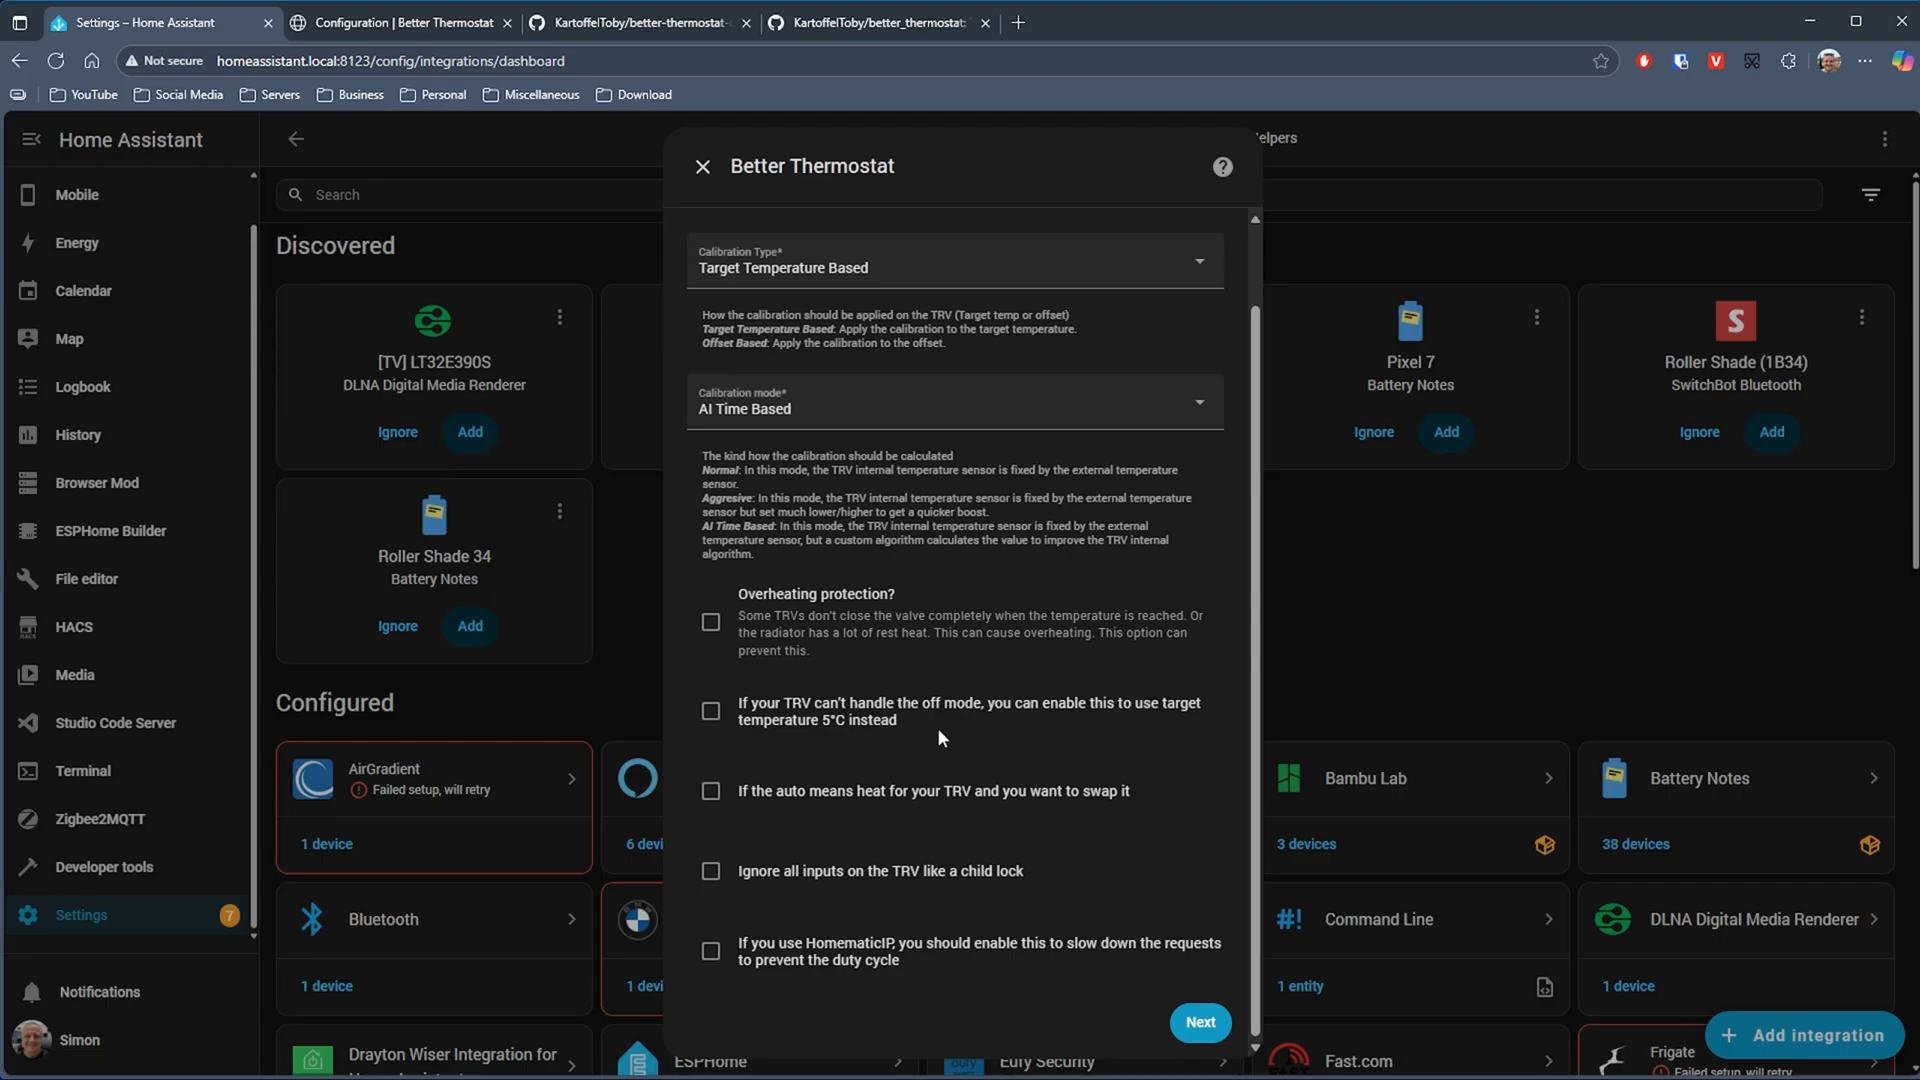 Settings – Home Assistant
Configuration | Better Thermostat
KartoffelToby/better-thermostat-
KartoffelToby/better_thermostat:
Not secure
homeassistant.local:8123/config/integrations/dashboard
YouTube
Social Media
Servers
Business
Personal
Miscellaneous
Download
Home Assistant
Mobile
Energy
Calendar
Map
Logbook
History
Browser Mod
ESPHome Builder
File editor
HACS
Media
Studio Code Server
Terminal
Zigbee2MQTT
Developer tools
Settings
7
Notifications
Simon
elpers
Search
Discovered
[TV] LT32E390S
DLNA Digital Media Renderer
Ignore
Add
Pixel 7
Battery Notes
Ignore
Add
Roller Shade (1B34)
SwitchBot Bluetooth
Ignore
Add
Roller Shade 34
Battery Notes
Ignore
Add
Configured
AirGradient
Failed setup, will retry
1 device
6 devi
Bambu Lab
3 devices
Battery Notes
38 devices
Bluetooth
1 device
1 devi
Command Line
1 entity
DLNA Digital Media Renderer
1 device
Drayton Wiser Integration for
ESPHome
Eufy Security
Fast.com
Frigate
Failed setup, will retry
Add integration
Better Thermostat
Calibration Type*
Target Temperature Based
How the calibration should be applied on the TRV (Target temp or offset)
Target Temperature Based: Apply the calibration to the target temperature.
Offset Based: Apply the calibration to the offset.
Calibration mode*
AI Time Based
The kind how the calibration should be calculated
Normal: In this mode, the TRV internal temperature sensor is fixed by the external temperature
sensor.
Aggresive: In this mode, the TRV internal temperature sensor is fixed by the external temperature
sensor but set much lower/higher to get a quicker boost.
AI Time Based: In this mode, the TRV internal temperature sensor is fixed by the external
temperature sensor, but a custom algorithm calculates the value to improve the TRV internal
algorithm.
Overheating protection?
Some TRVs don't close the valve completely when the temperature is reached. Or
the radiator has a lot of rest heat. This can cause overheating. This option can
prevent this.
If your TRV can't handle the off mode, you can enable this to use target
temperature 5°C instead
If the auto means heat for your TRV and you want to swap it
Ignore all inputs on the TRV like a child lock
If you use HomematicIP, you should enable this to slow down the requests
to prevent the duty cycle
Next